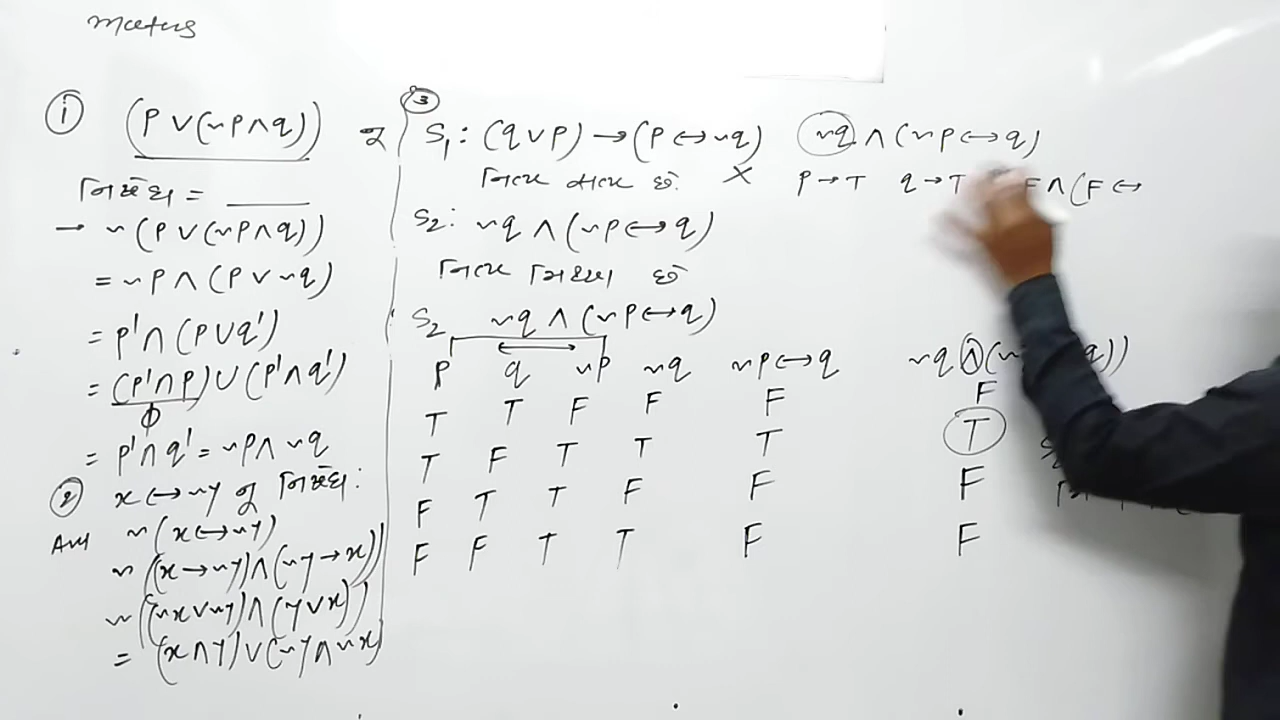 Maths
① (P∨(~P∧q)) નુ
નિષેધ = ____
→ ~(P∨(~P∧q))
= ~P∧(P∨~q)
= P'∩(P∪q')
= (P'∩P)∪(P'∩q')
ϕ
= P'∩q' = ~P∧~q
② x↔~y નુ નિષેધ:
Ans ~(x↔~y)
~((x→~y)∧(~y→x))
~((~x∨~y)∧(y∨x))
= (x∧y)∨(~y∧~x)
③
S₁: (q∨P)→(P↔~q)
નિત્ય સત્ય છે. X
S₂: ~q∧(~P↔q)
નિત્ય મિથ્યા છે
S₂ ~q∧(~P↔q)
P q ~P ~q ~P↔q ~q∧(~ q))
T T F F F F
T F T T T T
F T T F F F
F F T T F F
~q∧(~P↔q)
P→T q→T F∧(F↔